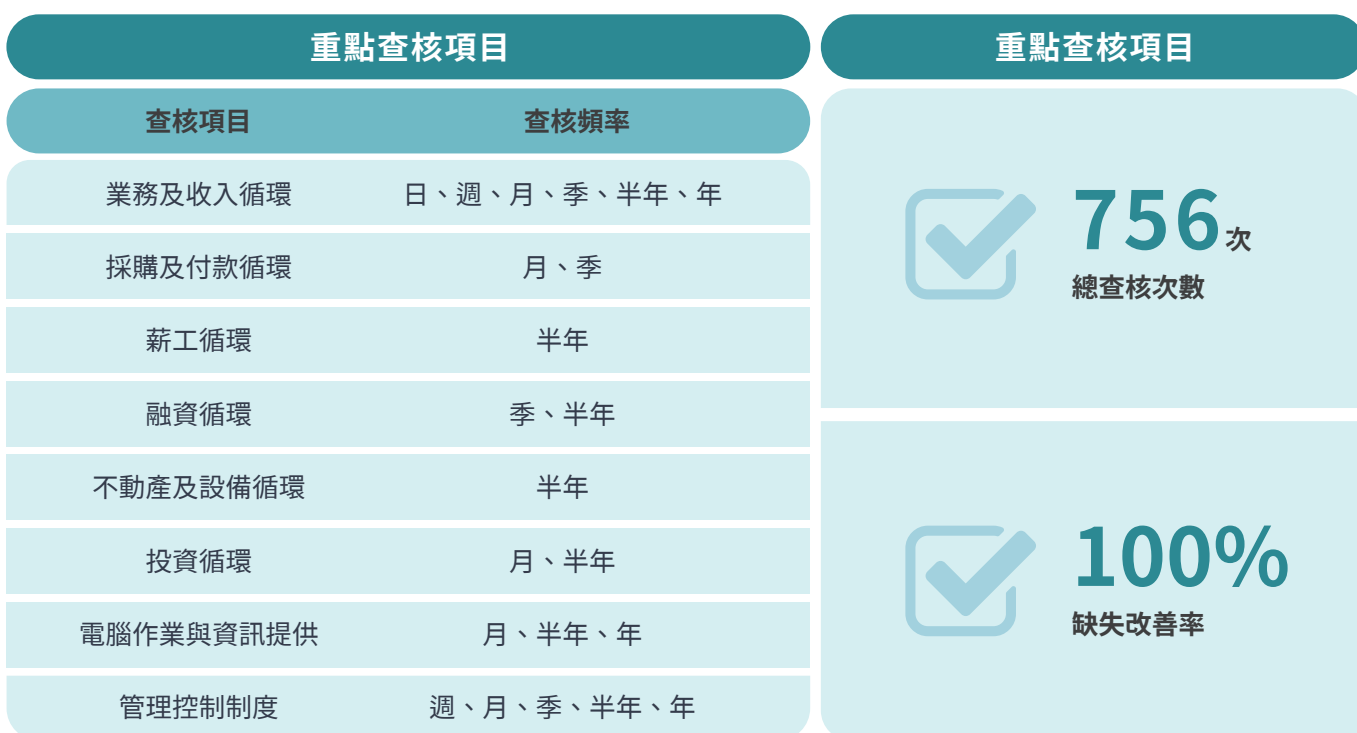 重點查核項目
查核項目 查核頻率
業務及收入循環 日、週、月、季、半年、年
採購及付款循環 月、季
薪工循環 半年
融資循環 季、半年
不動產及設備循環 半年
投資循環 月、半年
電腦作業與資訊提供 月、半年、年
管理控制制度 週、月、季、半年、年
重點查核項目
756次
總查核次數
100%
缺失改善率